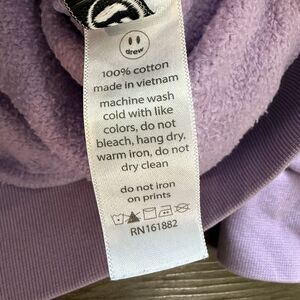 drew
100% cotton
made in vietnam
machine wash
cold with like
colors, do not
bleach, hang dry,
warm iron, do not
dry clean
do not iron
on prints
RN161882